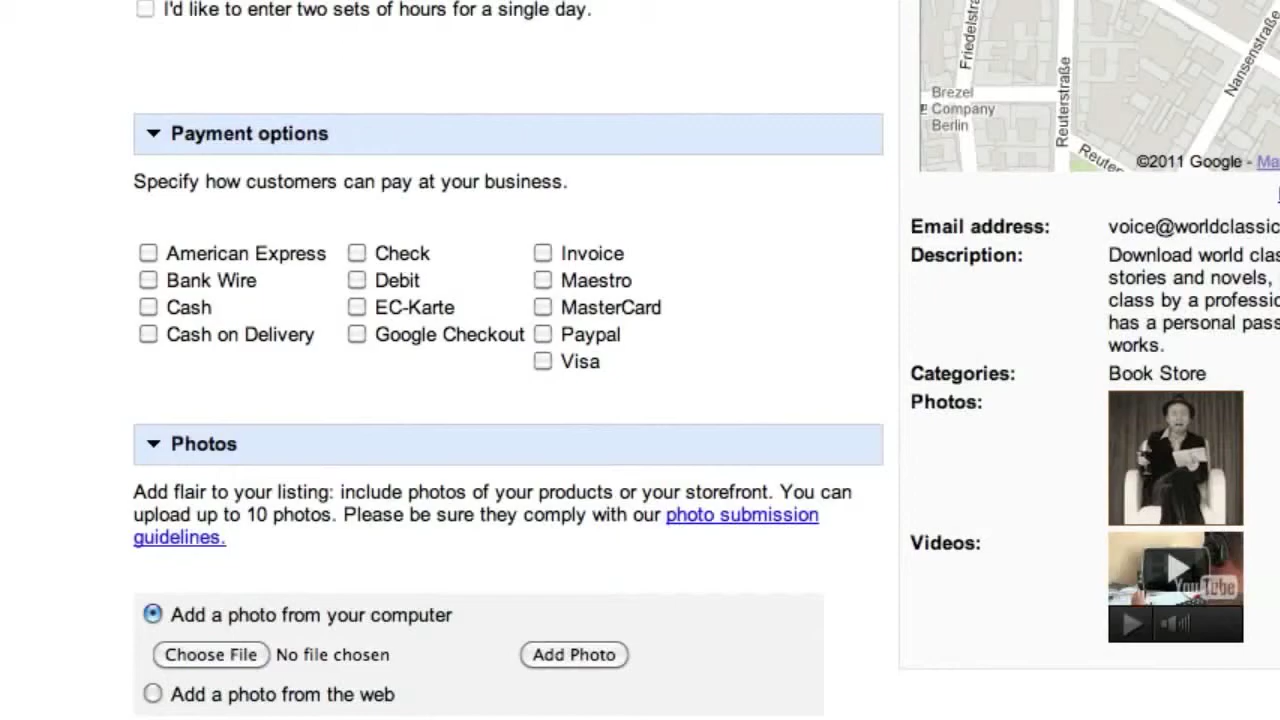 I'd like to enter two sets of hours for a single day.
Payment options
Specify how customers can pay at your business.
American Express Check Invoice
Bank Wire Debit Maestro
Cash EC-Karte MasterCard
Cash on Delivery Google Checkout Paypal
Visa
Photos
Add flair to your listing: include photos of your products or your storefront. You can
upload up to 10 photos. Please be sure they comply with our photo submission
guidelines.
Add a photo from your computer
Choose File No file chosen Add Photo
Add a photo from the web
Friedelstra
Reuterstraße
Nansenstraße
Brezel
Company
Berlin
Reuter
©2011 Google - Ma
Email address: voice@worldclassic
Description: Download world clas
stories and novels,
class by a professio
has a personal pass
works.
Categories: Book Store
Photos:
Videos:
YouTube